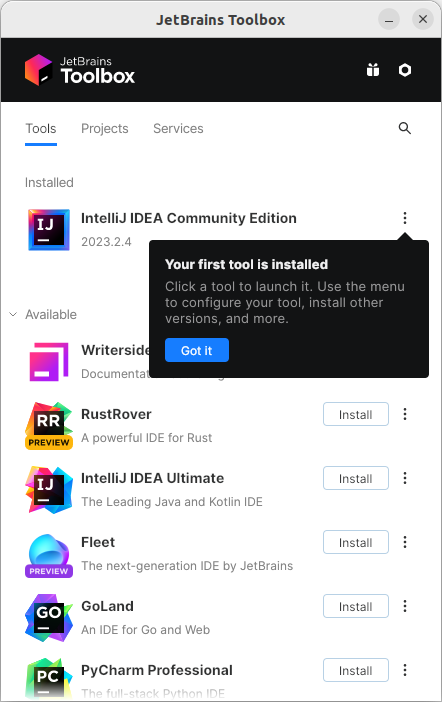 JetBrains Toolbox
JetBrains
Toolbox
Tools Projects Services
Installed
IJ
IntelliJ IDEA Community Edition
2023.2.4
Your first tool is installed
Click a tool to launch it. Use the menu
to configure your tool, install other
versions, and more.
Got it
Available
Writerside
RR
PREVIEW
RustRover
A powerful IDE for Rust
Install
IJ
IntelliJ IDEA Ultimate
The Leading Java and Kotlin IDE
Install
PREVIEW
Fleet
The next-generation IDE by JetBrains
Install
GO
GoLand
An IDE for Go and Web
Install
PC
PyCharm Professional
The full-stack Python IDE
Install